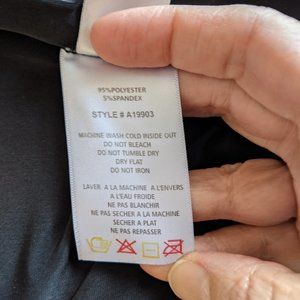 95%POLYESTER
5%SPANDEX
STYLE # A19903
MACHINE WASH COLD INSIDE OUT
DO NOT BLEACH
DO NOT TUMBLE DRY
DRY FLAT
DO NOT IRON
LAVER A LA MACHINE A L'ENVERS
A L'EAU FROIDE
NE PAS BLANCHIR
NE PAS SECHER A LA MACHINE
SECHER A PLAT
NE PAS REPASSER